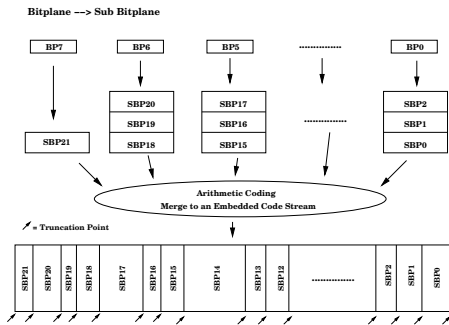 Bitplane --> Sub Bitplane
BP7 BP6 BP5 .............. BP0
SBP20 SBP17 SBP2
SBP19 SBP16 .............. SBP1
SBP21 SBP18 SBP15 SBP0
Arithmetic Coding
Merge to an Embedded Code Stream
= Truncation Point
SBP21 SBP20 SBP19 SBP18 SBP17 SBP16 SBP15 SBP14 SBP13 SBP12 .............. SBP2 SBP1 SBP0